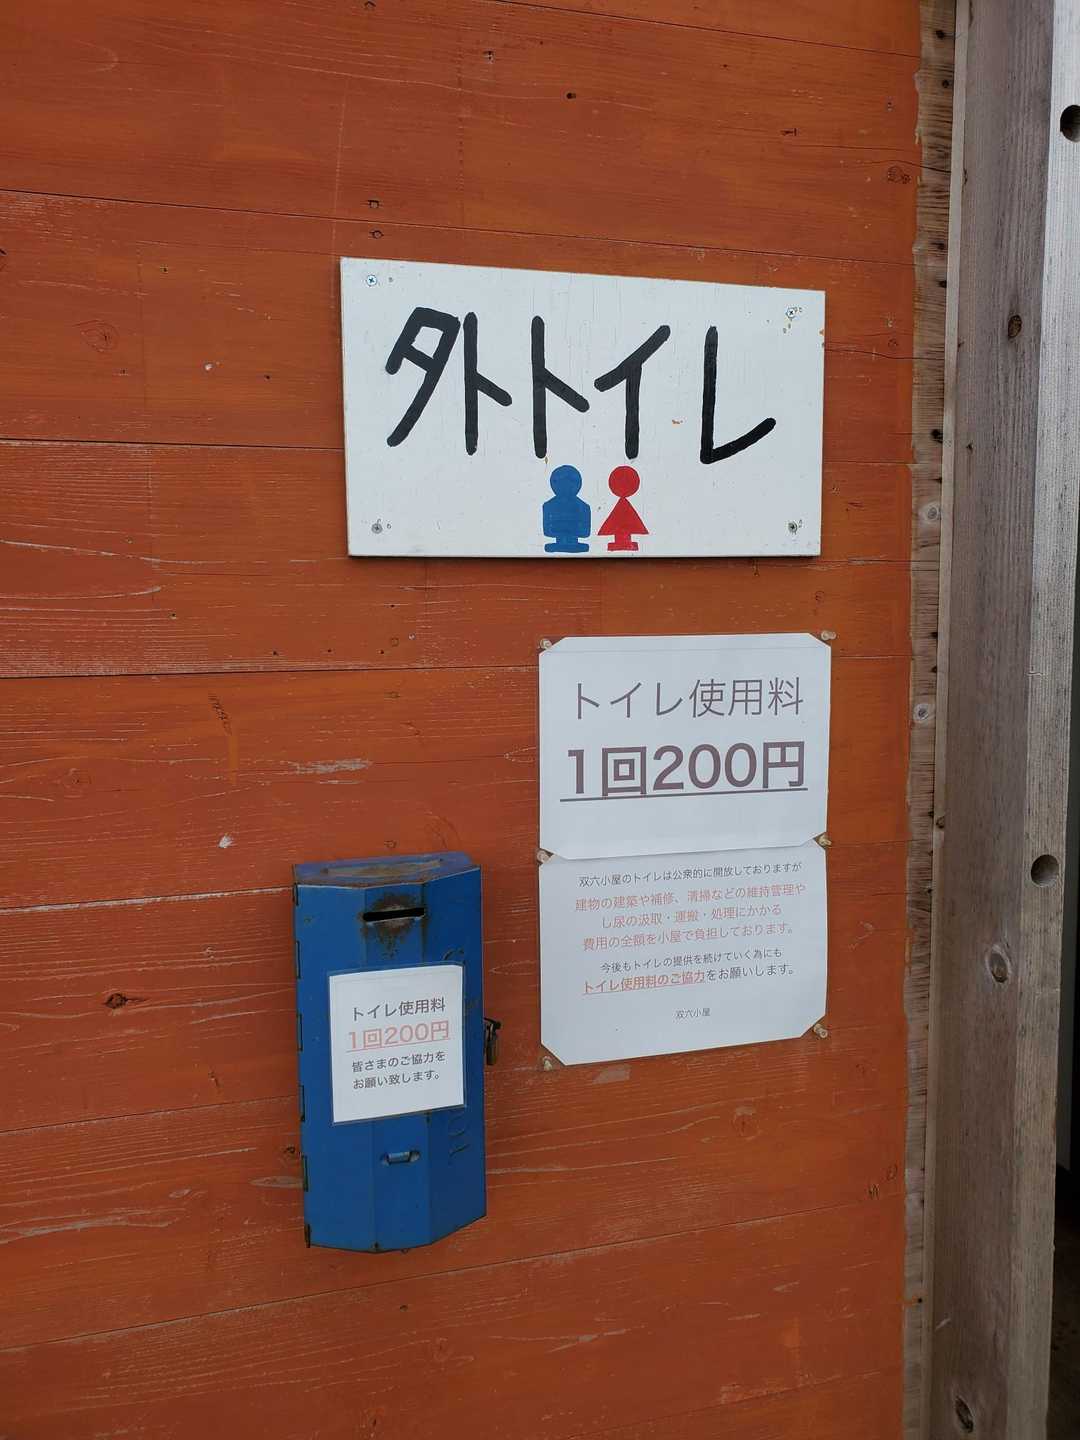 外トイレ
トイレ使用料
1回200円
双六小屋のトイレは公衆的に開放しておりますが
建物の建築や補修、清掃などの維持管理や
し尿の汲取・運搬・処理にかかる
費用の全額を小屋で負担しております。
今後もトイレの提供を続けていく為にも
トイレ使用料のご協力をお願いします。
双六小屋
トイレ使用料
1回200円
皆さまのご協力を
お願い致します。